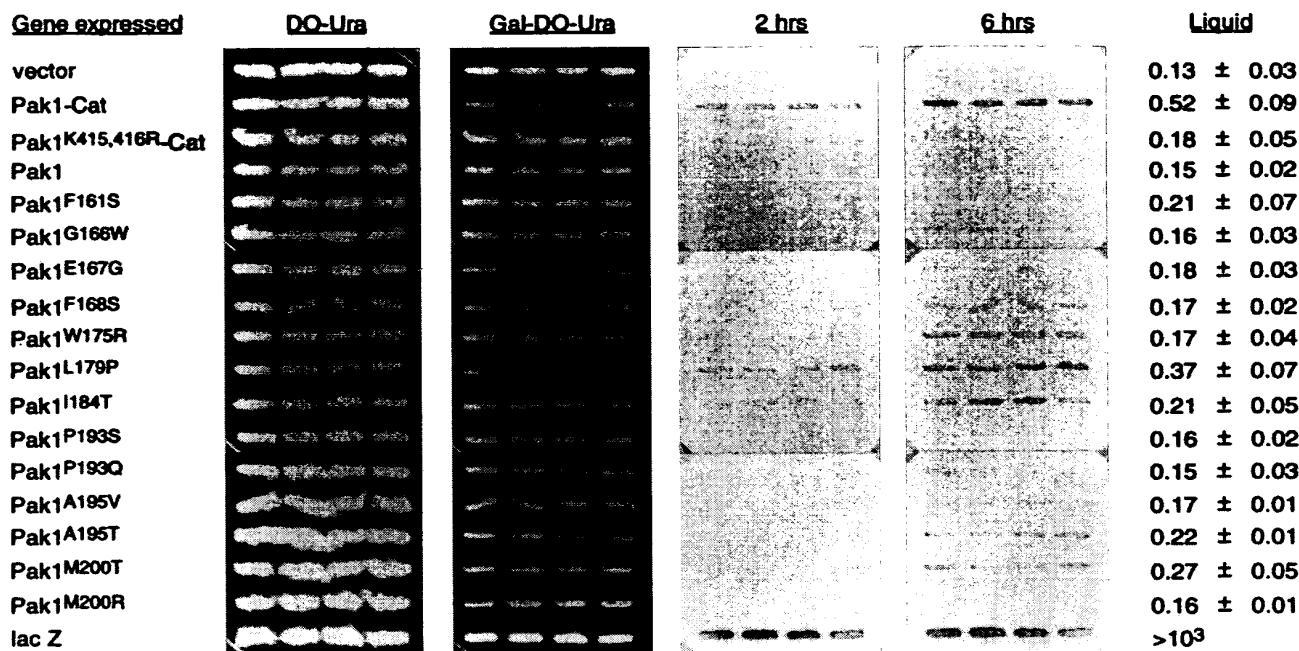 Gene expressed DO-Ura Gal-DO-Ura 2 hrs 6 hrs Liquid
vector 0.13 ± 0.03
Pak1-Cat 0.52 ± 0.09
Pak1K415,416R-Cat 0.18 ± 0.05
Pak1 0.15 ± 0.02
Pak1F161S 0.21 ± 0.07
Pak1G166W 0.16 ± 0.03
Pak1E167G 0.18 ± 0.03
Pak1F168S 0.17 ± 0.02
Pak1W175R 0.17 ± 0.04
Pak1L179P 0.37 ± 0.07
Pak1I184T 0.21 ± 0.05
Pak1P193S 0.16 ± 0.02
Pak1P193Q 0.15 ± 0.03
Pak1A195V 0.17 ± 0.01
Pak1A195T 0.22 ± 0.01
Pak1M200T 0.27 ± 0.05
Pak1M200R 0.16 ± 0.01
lac Z >10³